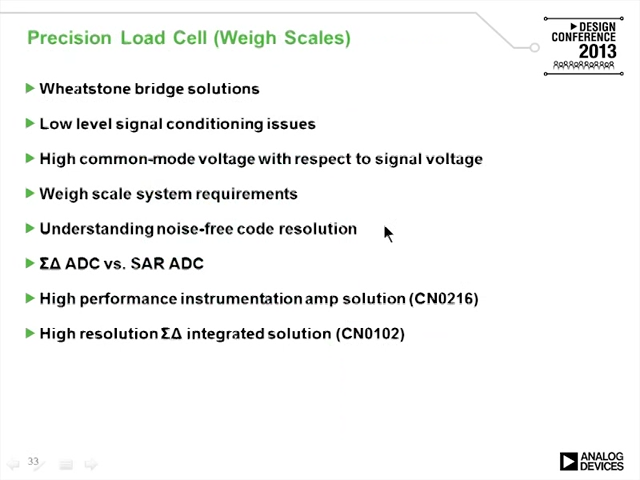 Precision Load Cell (Weigh Scales)
DESIGN
CONFERENCE
2013
Wheatstone bridge solutions
Low level signal conditioning issues
High common-mode voltage with respect to signal voltage
Weigh scale system requirements
Understanding noise-free code resolution
ΣΔ ADC vs. SAR ADC
High performance instrumentation amp solution (CN0216)
High resolution ΣΔ integrated solution (CN0102)
33
ANALOG
DEVICES